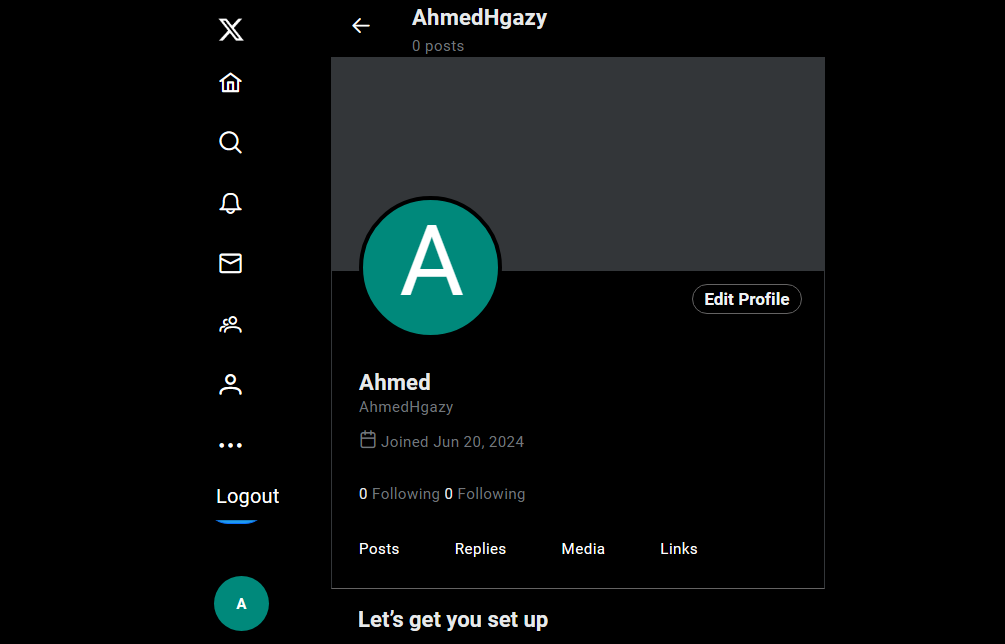 AhmedHgazy
0 posts
A
Edit Profile
Ahmed
AhmedHgazy
Joined Jun 20, 2024
0 Following 0 Following
Posts Replies Media Links
Let's get you set up
Logout
A